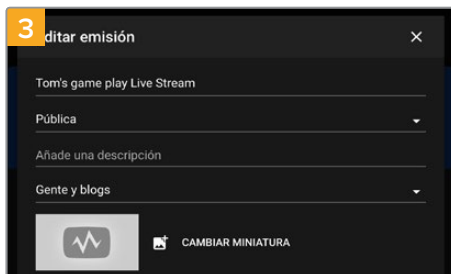 3
ditar emisión
Tom's game play Live Stream
Pública
Añade una descripción
Gente y blogs
CAMBIAR MINIATURA